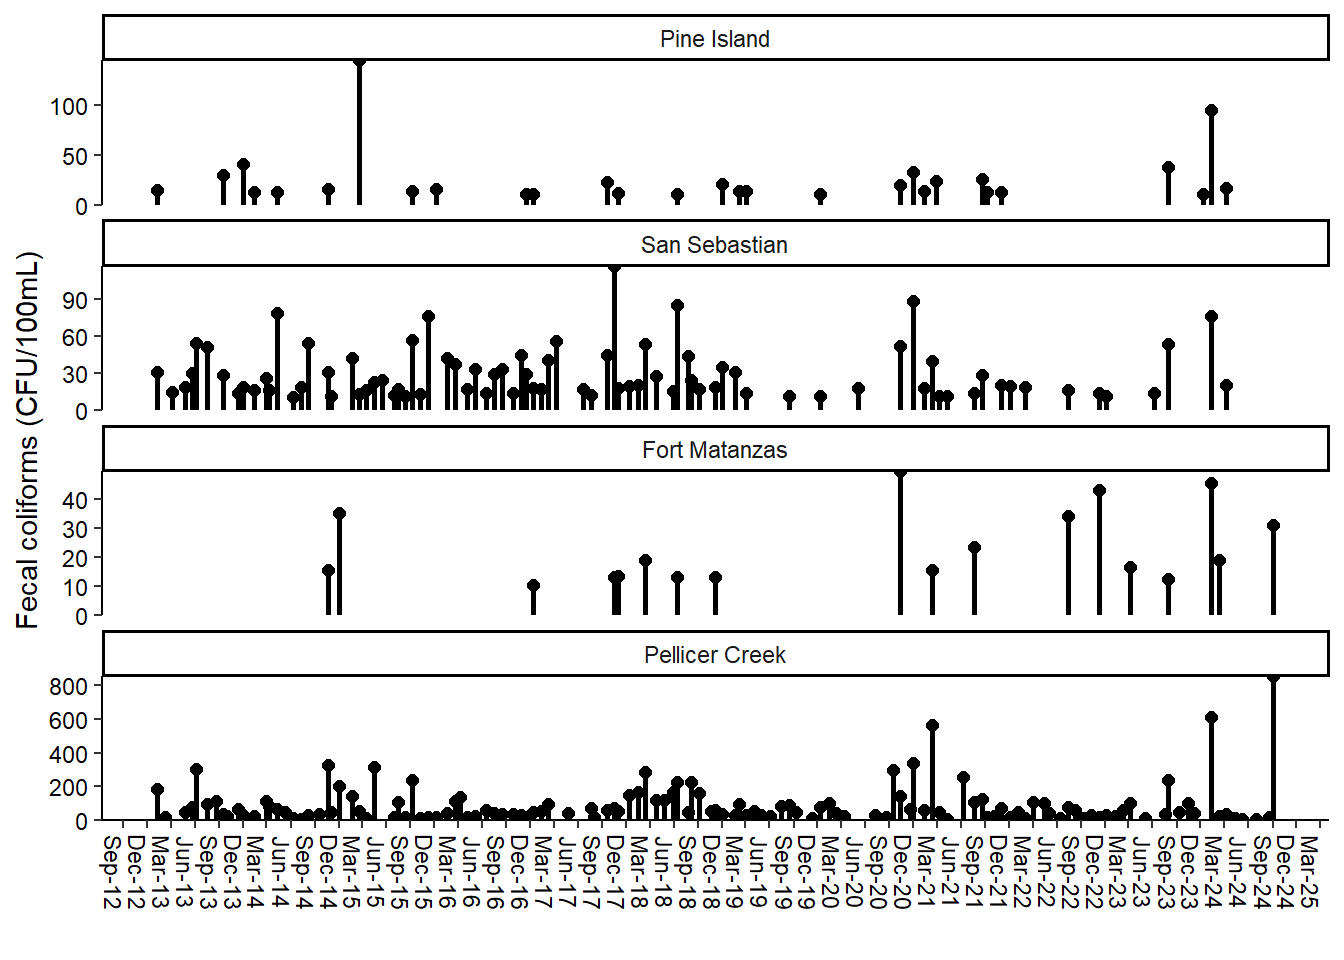 Pine Island
100
50
0
San Sebastian
90
60
30
0
Fort Matanzas
40
30
20
10
0
Pellicer Creek
800
600
400
200
0
Fecal coliforms (CFU/100mL)
Sep-12
Dec-12
Mar-13
Jun-13
Sep-13
Dec-13
Mar-14
Jun-14
Sep-14
Dec-14
Mar-15
Jun-15
Sep-15
Dec-15
Mar-16
Jun-16
Sep-16
Dec-16
Mar-17
Jun-17
Sep-17
Dec-17
Mar-18
Jun-18
Sep-18
Dec-18
Mar-19
Jun-19
Sep-19
Dec-19
Mar-20
Jun-20
Sep-20
Dec-20
Mar-21
Jun-21
Sep-21
Dec-21
Mar-22
Jun-22
Sep-22
Dec-22
Mar-23
Jun-23
Sep-23
Dec-23
Mar-24
Jun-24
Sep-24
Dec-24
Mar-25